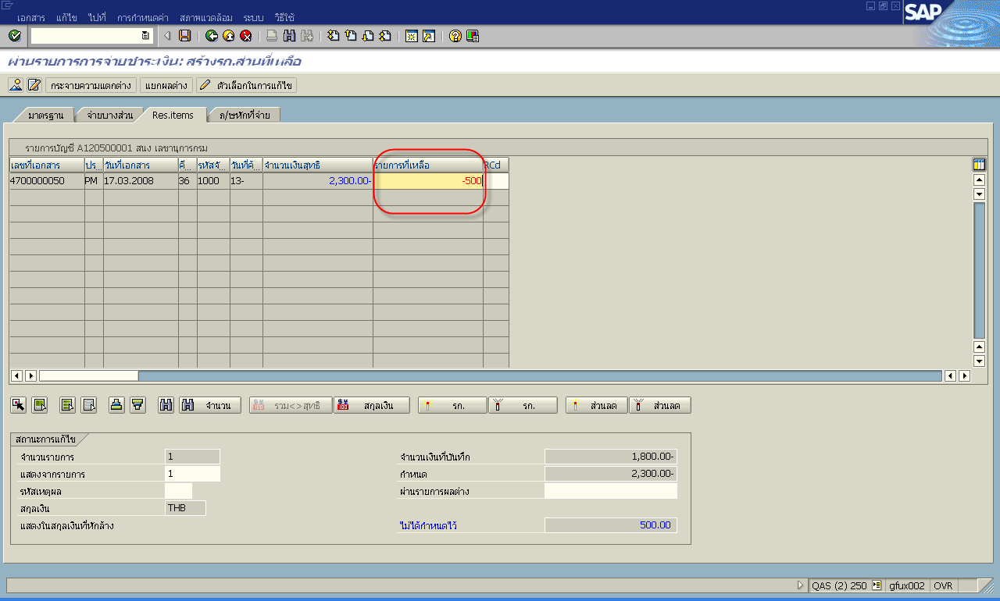 เอกสาร แก้ไข ไปที่ การกำหนดค่า สภาพแวดล้อม ระบบ วิธีใช้
SAP
ผ่านรายการการจ่ายชำระเงิน: สร้างรก.ส่วนที่เหลือ
กระจายความแตกต่าง แยกผลต่าง ตัวเลือกในการแก้ไข
มาตรฐาน จ่ายบางส่วน Res.items ภ/ษหักที่จ่าย
รายการบัญชี A120500001 สนง เลขานุการกรม
เลขที่เอกสาร ปร... วันที่เอกสาร คี... รหัสจั... วันที่ค้... จำนวนเงินสุทธิ รายการที่เหลือ RCd
4700000050 PM 17.03.2008 36 1000 13- 2,300.00- -500
จำนวน รวม<>สุทธิ สกุลเงิน รก. รก. ส่วนลด ส่วนลด
สถานะการแก้ไข
จำนวนรายการ 1 จำนวนเงินที่บันทึก 1,800.00-
แสดงจากรายการ 1 กำหนด 2,300.00-
รหัสเหตุผล ผ่านรายการผลต่าง
สกุลเงิน THB
แสดงในสกุลเงินที่หักล้าง ไม่ได้กำหนดไว้ 500.00
QAS (2) 250 gfux002 OVR